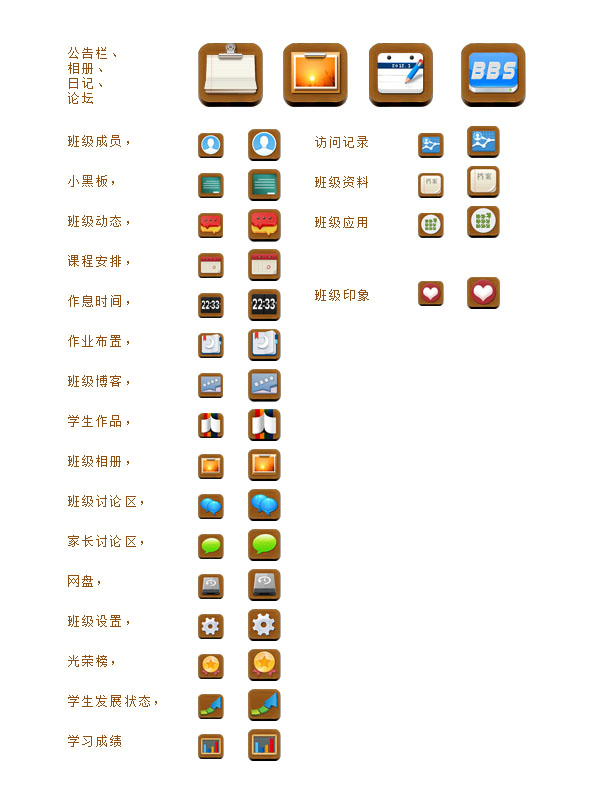 公告栏、
相册、
日记、
论坛
BBS
班级成员，
访问记录
小黑板，
班级资料
档案
档案
班级动态，
班级应用
课程安排，
作息时间，
22:33
22:33
班级印象
作业布置，
班级博客，
学生作品，
班级相册，
班级讨论区，
家长讨论区，
网盘，
班级设置，
光荣榜，
学生发展状态，
学习成绩